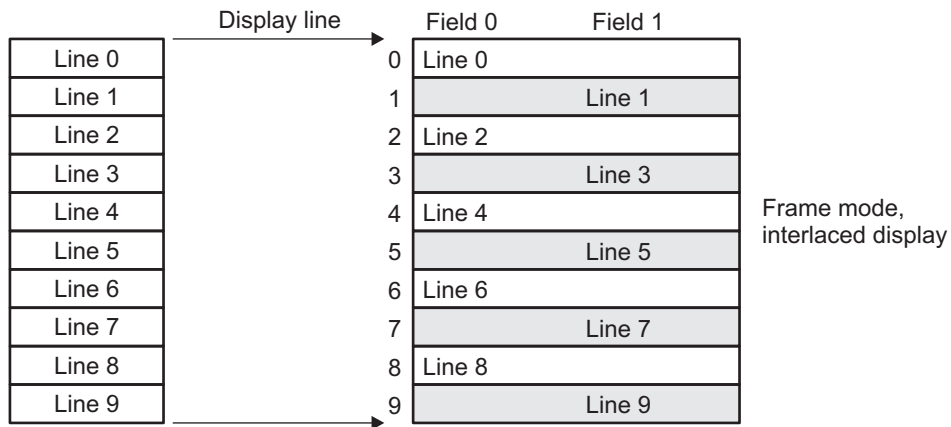 Display line Field 0 Field 1
Line 0 0 Line 0
Line 1 1 Line 1
Line 2 2 Line 2
Line 3 3 Line 3
Line 4 4 Line 4 Frame mode,
Line 5 5 Line 5 interlaced display
Line 6 6 Line 6
Line 7 7 Line 7
Line 8 8 Line 8
Line 9 9 Line 9